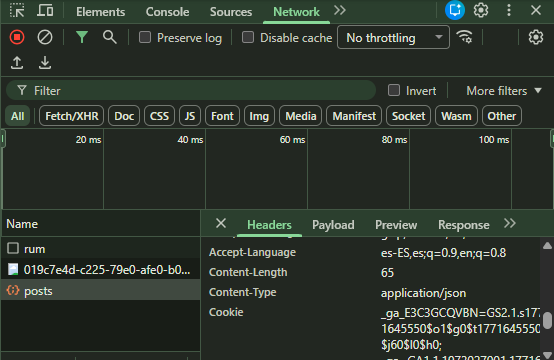 Elements Console Sources Network
Preserve log Disable cache No throttling
Filter Invert More filters
All Fetch/XHR Doc CSS JS Font Img Media Manifest Socket Wasm Other
20 ms 40 ms 60 ms 80 ms 100 ms
Name Headers Payload Preview Response
rum
Accept-Language es-ES,es;q=0.9,en;q=0.8
019c7e4d-c225-79e0-afe0-b0...
Content-Length 65
posts
Content-Type application/json
Cookie _ga_E3C3GCQVBN=GS2.1.s177
1645550$o1$g0$t1771645550
$j60$l0$h0;